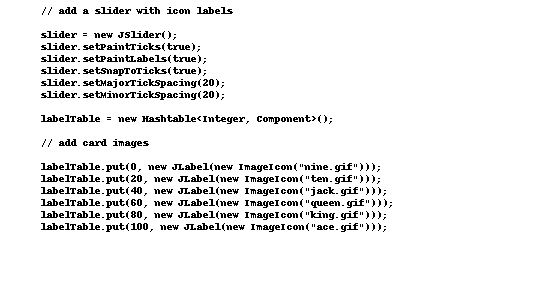 // add a slider with icon labels
slider = new JSlider();
slider.setPaintTicks(true);
slider.setPaintLabels(true);
slider.setSnapToTicks(true);
slider.setMajorTickSpacing(20);
slider.setMinorTickSpacing(20);
labelTable = new Hashtable<Integer, Component>();
// add card images
labelTable.put(0, new JLabel(new ImageIcon("nine.gif")));
labelTable.put(20, new JLabel(new ImageIcon("ten.gif")));
labelTable.put(40, new JLabel(new ImageIcon("jack.gif")));
labelTable.put(60, new JLabel(new ImageIcon("queen.gif")));
labelTable.put(80, new JLabel(new ImageIcon("king.gif")));
labelTable.put(100, new JLabel(new ImageIcon("ace.gif")));